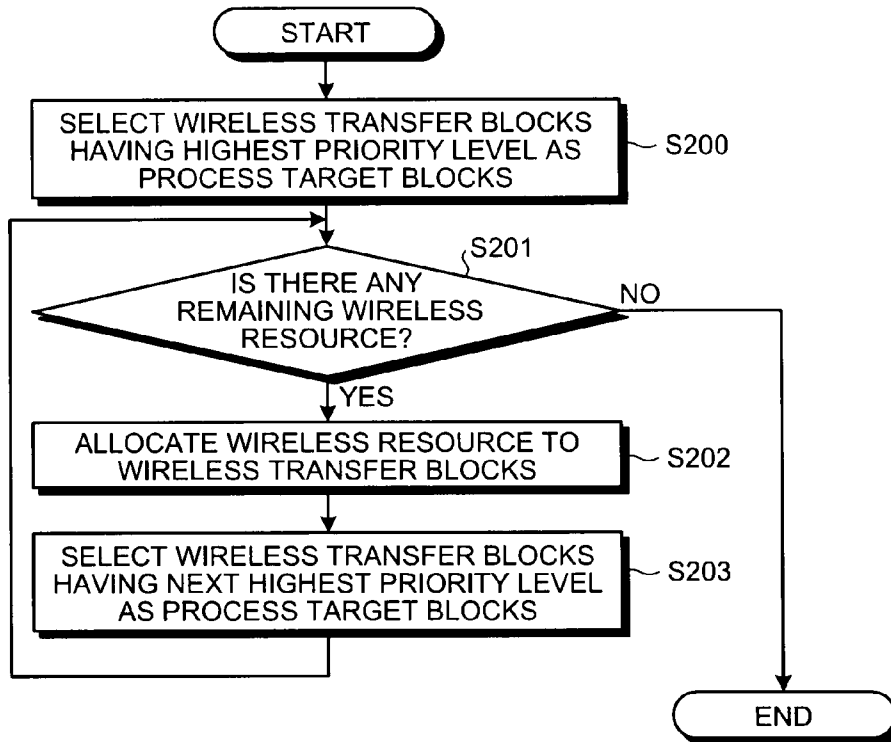 START
SELECT WIRELESS TRANSFER BLOCKS
HAVING HIGHEST PRIORITY LEVEL AS
PROCESS TARGET BLOCKS
S200
S201
IS THERE ANY
REMAINING WIRELESS
RESOURCE?
NO
YES
ALLOCATE WIRELESS RESOURCE TO
WIRELESS TRANSFER BLOCKS
S202
SELECT WIRELESS TRANSFER BLOCKS
HAVING NEXT HIGHEST PRIORITY LEVEL
AS PROCESS TARGET BLOCKS
S203
END